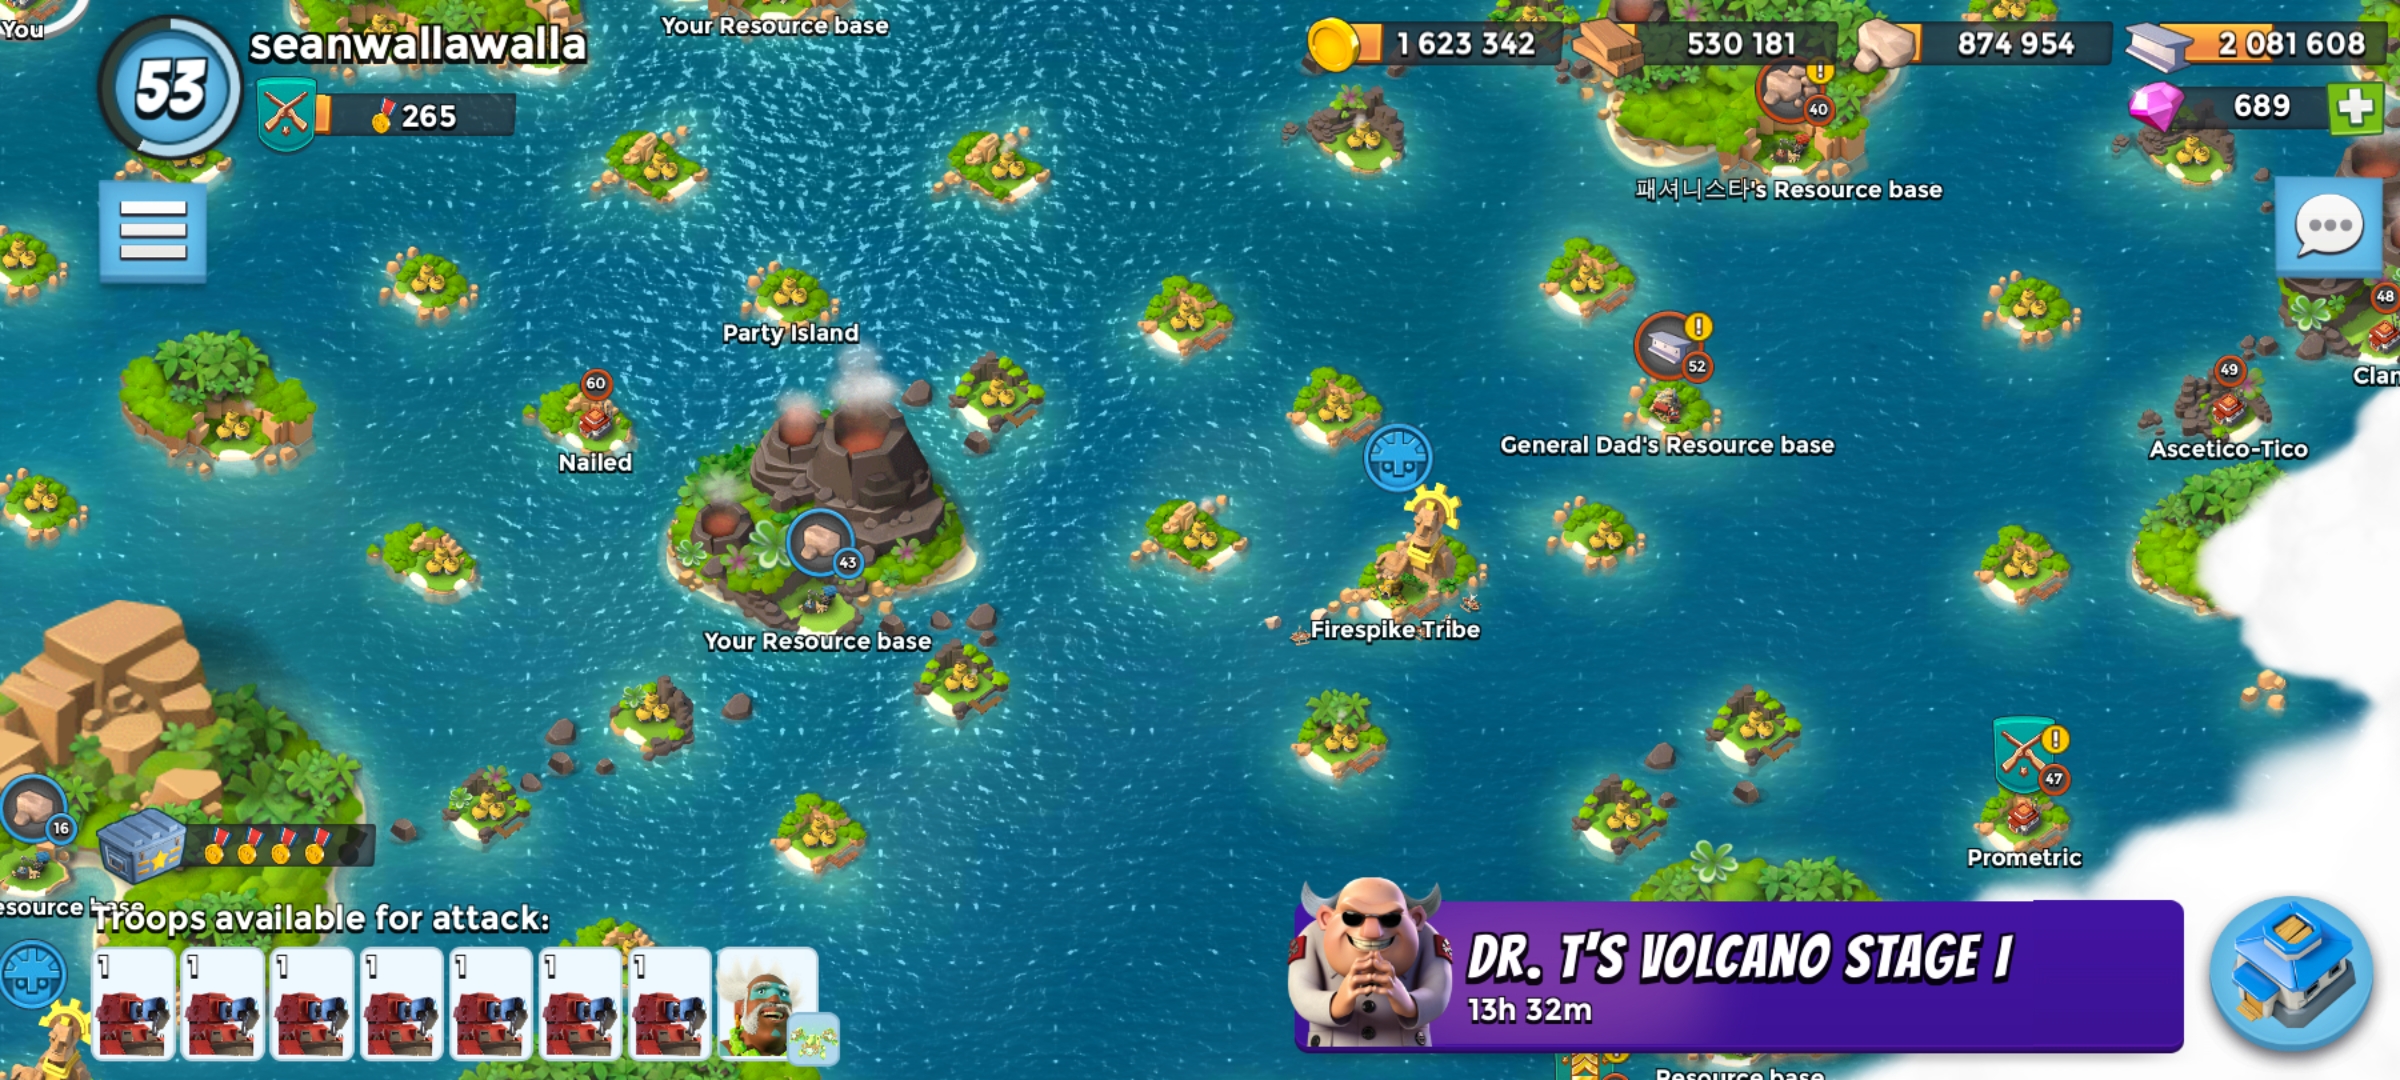 You
seanwallawalla
53
265
Your Resource base
1 623 342
530 181
874 954
2 081 608
689
40
패셔니스타's Resource base
Party Island
60
Nailed
52
General Dad's Resource base
48
Clan
49
Ascetico-Tico
43
Your Resource base
Firespike Tribe
47
Prometric
16
esource base
Troops available for attack:
1
1
1
1
1
1
1
DR. T'S VOLCANO STAGE I
13h 32m
Resource base